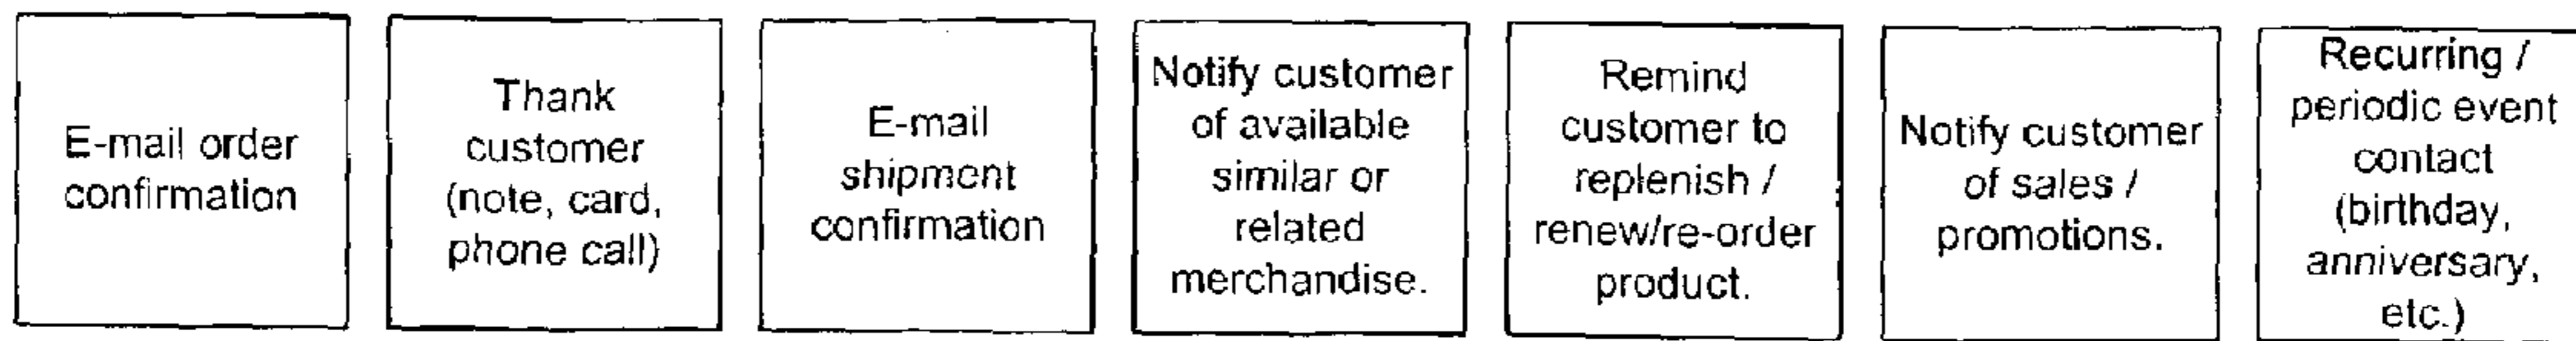 E-mail order
confirmation
Thank
customer
(note, card,
phone call)
E-mail
shipment
confirmation
Notify customer
of available
similar or
related
merchandise.
Remind
customer to
replenish /
renew/re-order
product.
Notify customer
of sales /
promotions.
Recurring /
periodic event
contact
(birthday,
anniversary,
etc.)